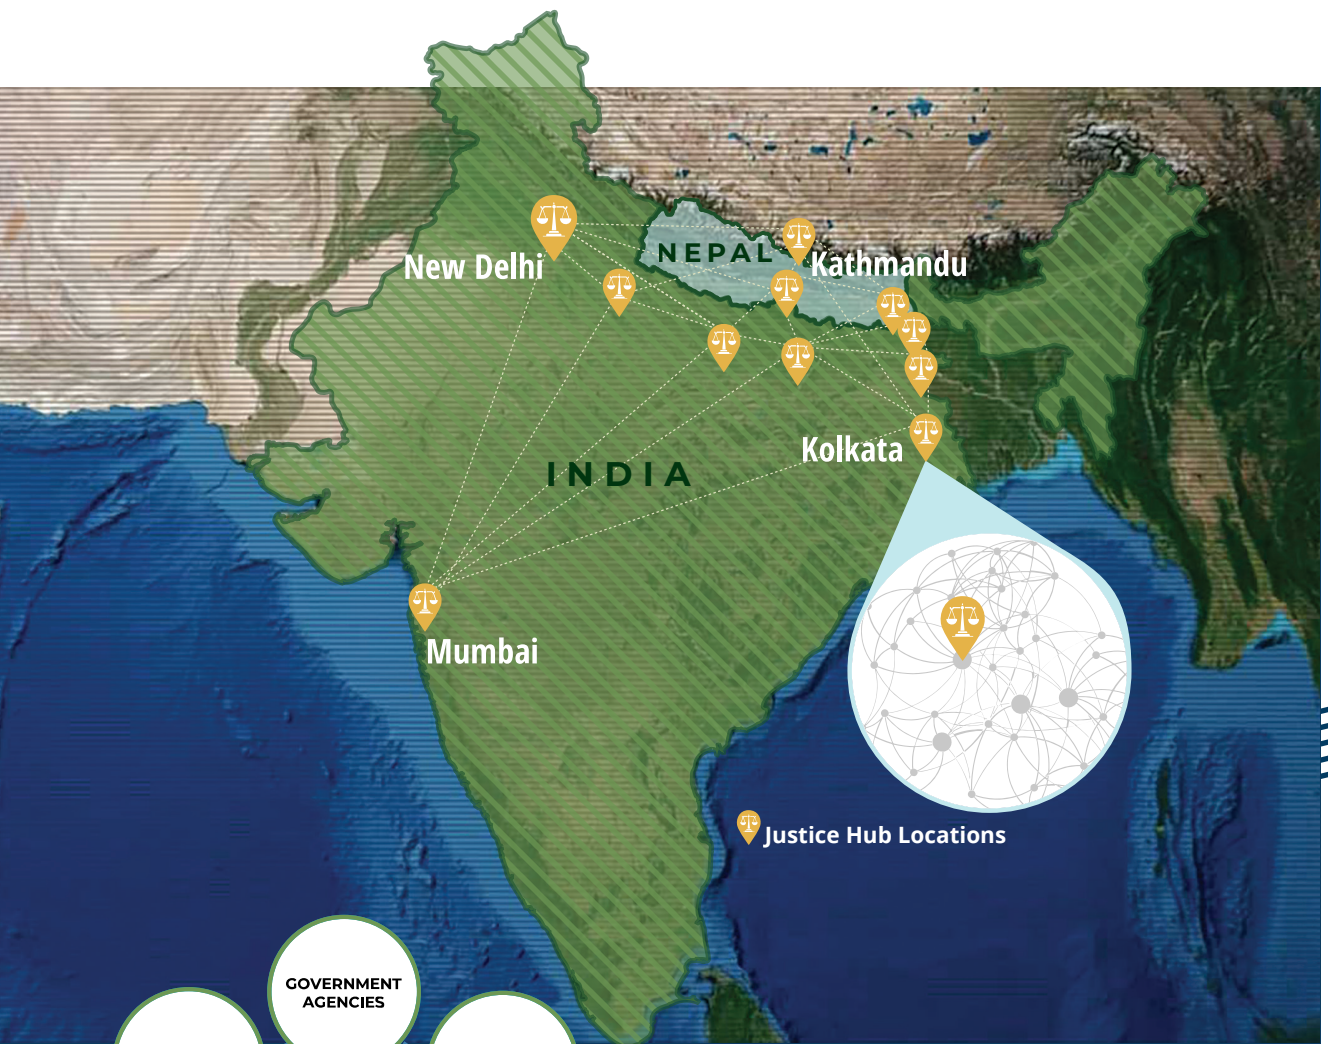 NEPAL
New Delhi
Kathmandu
Kolkata
INDIA
Mumbai
Justice Hub Locations
GOVERNMENT
AGENCIES